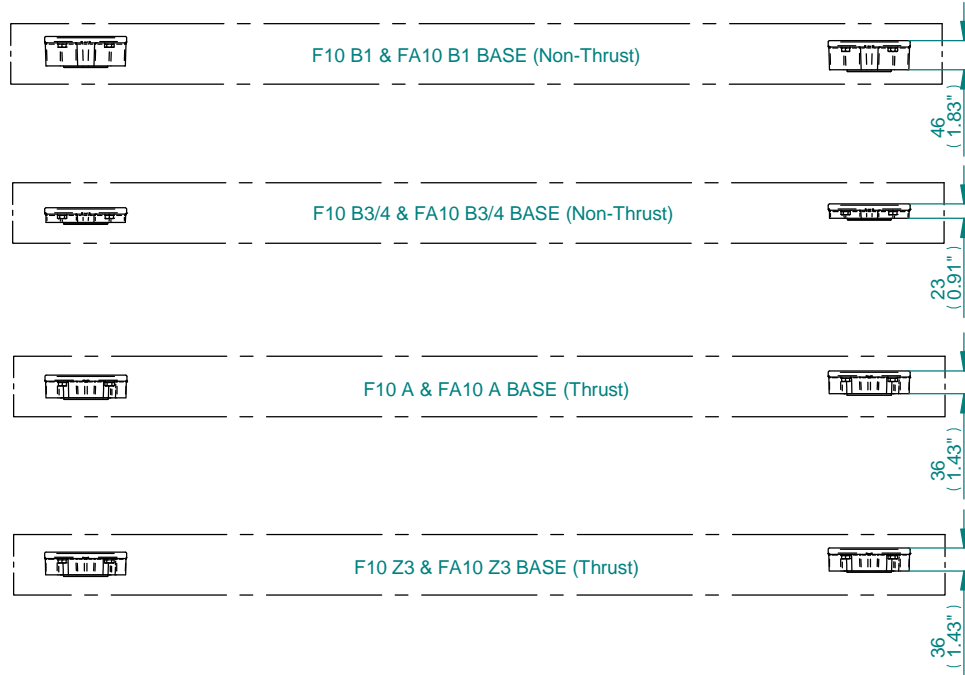 F10 B1 & FA10 B1 BASE (Non-Thrust)
46
( 1.83" )
F10 B3/4 & FA10 B3/4 BASE (Non-Thrust)
23
( 0.91" )
F10 A & FA10 A BASE (Thrust)
36
( 1.43" )
F10 Z3 & FA10 Z3 BASE (Thrust)
36
( 1.43" )